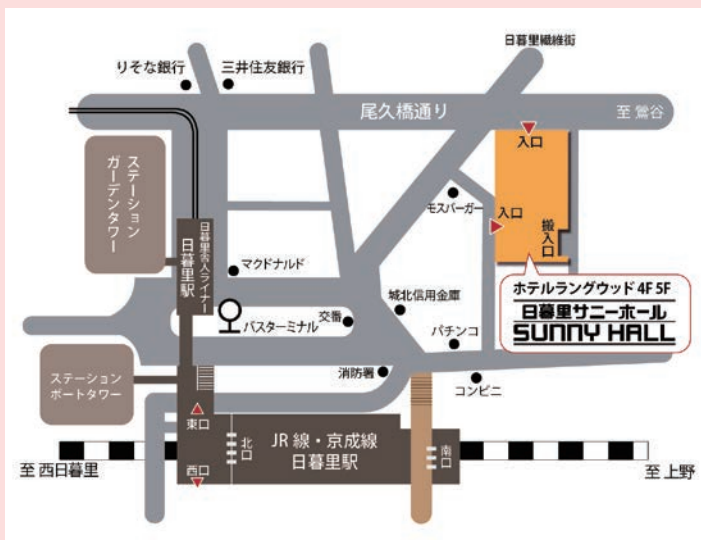 日暮里繊維街
りそな銀行
三井住友銀行
尾久橋通り
至 鶯谷
入口
ステーション
ガーデンタワー
モスバーガー
入口
搬入口
日暮里舎人ライナー
日暮里駅
マクドナルド
ホテルラングウッド 4F 5F
日暮里サニーホール
SUNNY HALL
城北信用金庫
交番
バスターミナル
パチンコ
ステーション
ポートタワー
消防署
コンビニ
東口
北口
JR 線・京成線
日暮里駅
南口
西口
至 西日暮里
至 上野